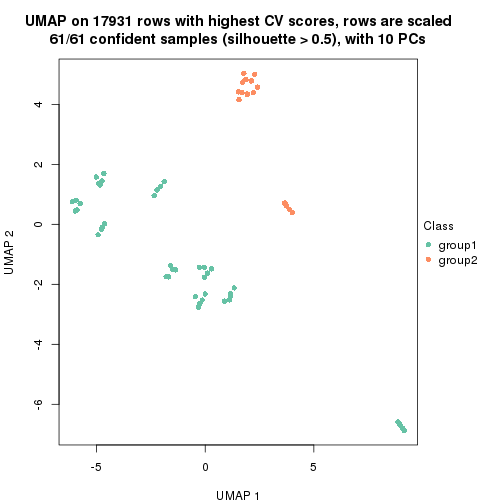 UMAP on 17931 rows with highest CV scores, rows are scaled
61/61 confident samples (silhouette > 0.5), with 10 PCs
4
2
0
-2
-4
-6
UMAP 2
-5
0
5
UMAP 1
Class
group1
group2